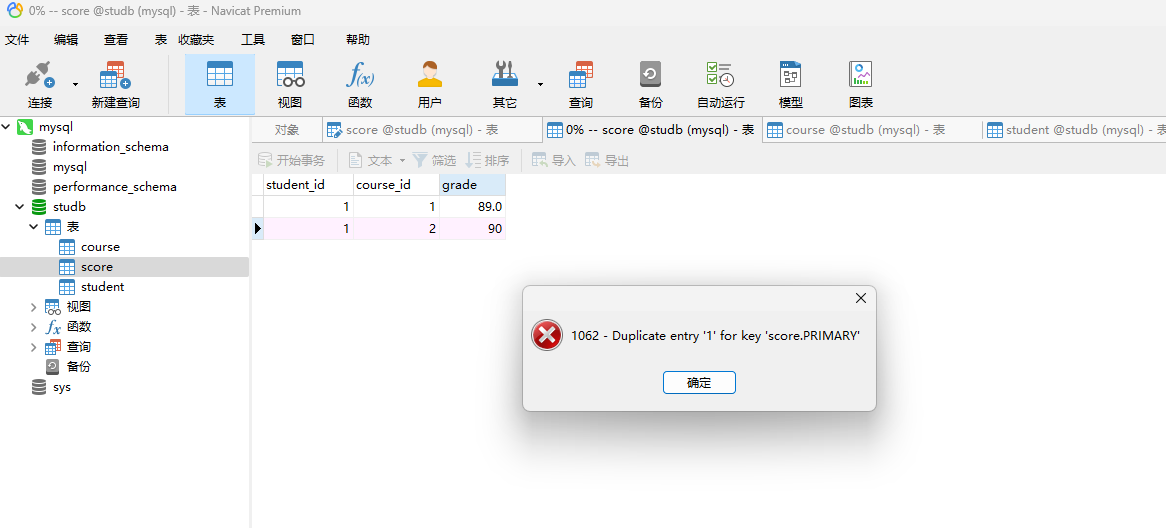 0% -- score @studb (mysql) - 表 - Navicat Premium
文件 编辑 查看 表 收藏夹 工具 窗口 帮助
连接 新建查询 表 视图 函数 用户 其它 查询 备份 自动运行 模型 图表
对象 score @studb (mysql) - 表 0% -- score @studb (mysql) - 表 course @studb (mysql) - 表 student @studb (mysql) - 表
开始事务 文本 筛选 排序 导入 导出
mysql
information_schema
mysql
performance_schema
studb
表
course
score
student
视图
函数
查询
备份
sys
student_id course_id grade
1 1 89.0
1 2 90
1062 - Duplicate entry '1' for key 'score.PRIMARY'
确定